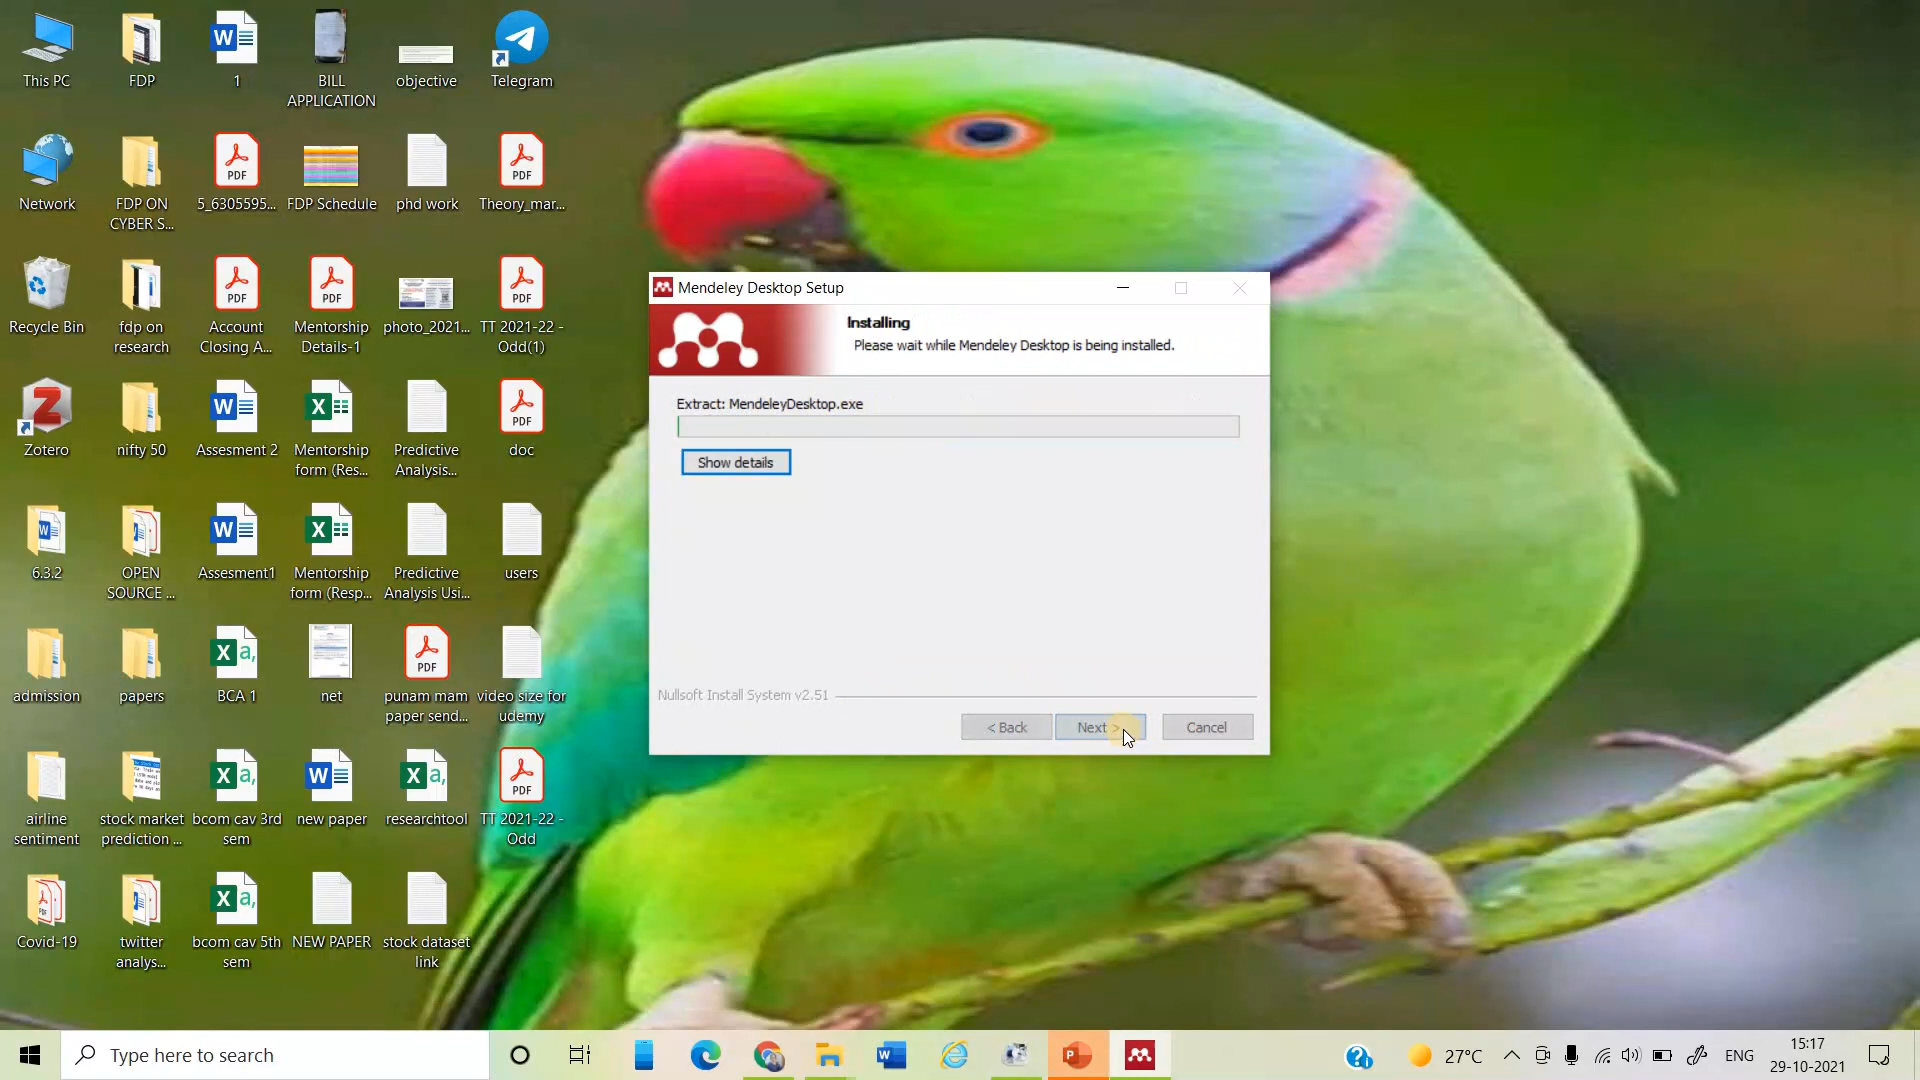 This PC
FDP
1
BILL
APPLICATION
objective
Telegram
Network
FDP ON
CYBER S...
5_6305595...
FDP Schedule
phd work
Theory_mar...
Recycle Bin
fdp on
research
Account
Closing A...
Mentorship
Details-1
photo_2021...
TT 2021-22 -
Odd(1)
Zotero
nifty 50
Assesment 2
Mentorship
form (Res...
Predictive
Analysis...
doc
6.3.2
OPEN
SOURCE ...
Assesment1
Mentorship
form (Resp...
Predictive
Analysis Usi...
users
admission
papers
BCA 1
net
punam mam
paper send...
video size for
udemy
airline
sentiment
stock market
prediction ...
bcom cav 3rd
sem
new paper
researchtool
TT 2021-22 -
Odd
Covid-19
twitter
analys...
bcom cav 5th
sem
NEW PAPER
stock dataset
link
Mendeley Desktop Setup
Installing
Please wait while Mendeley Desktop is being installed.
Extract: MendeleyDesktop.exe
Show details
Nullsoft Install System v2.51
< Back
Next >
Cancel
Type here to search
27°C
ENG
15:17
29-10-2021